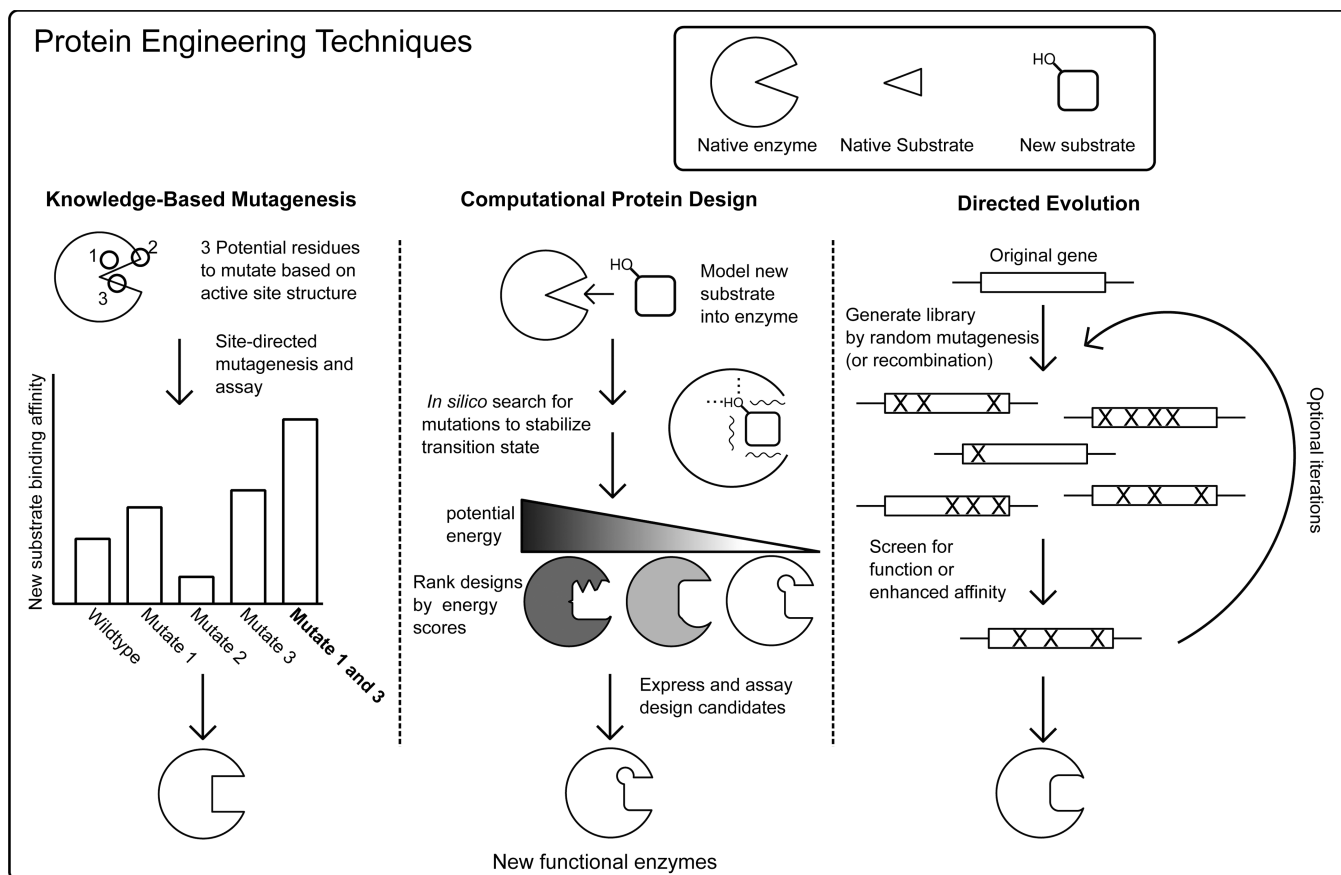 Protein Engineering Techniques
HO
Native enzyme
Native Substrate
New substrate
Knowledge-Based Mutagenesis
1
2
3
3 Potential residues
to mutate based on
active site structure
Site-directed
mutagenesis and
assay
New substrate binding affinity
Wildtype
Mutate 1
Mutate 2
Mutate 3
Mutate 1 and 3
Computational Protein Design
HO
Model new
substrate
into enzyme
In silico search for
mutations to stabilize
transition state
HO
potential
energy
Rank designs
by energy
scores
Express and assay
design candidates
New functional enzymes
Directed Evolution
Original gene
Generate library
by random mutagenesis
(or recombination)
X X X
X X X X
X
X X X
X X X
Optional iterations
Screen for
function or
enhanced affinity
X X X